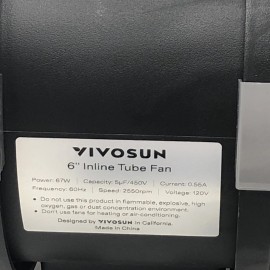 VIVOSUN
6" Inline Tube Fan
Power: 67W | Capacity: 5μF/450V | Current: 0.56A
Frequency: 60Hz | Speed: 2550rpm | Voltage: 120V
• Do not use this product in flammable, explosive, high
oxygen, gas or dust concentration environment.
• Don't use fans for heating or air-conditioning.
Designed by VIVOSUN in California.
Made in China